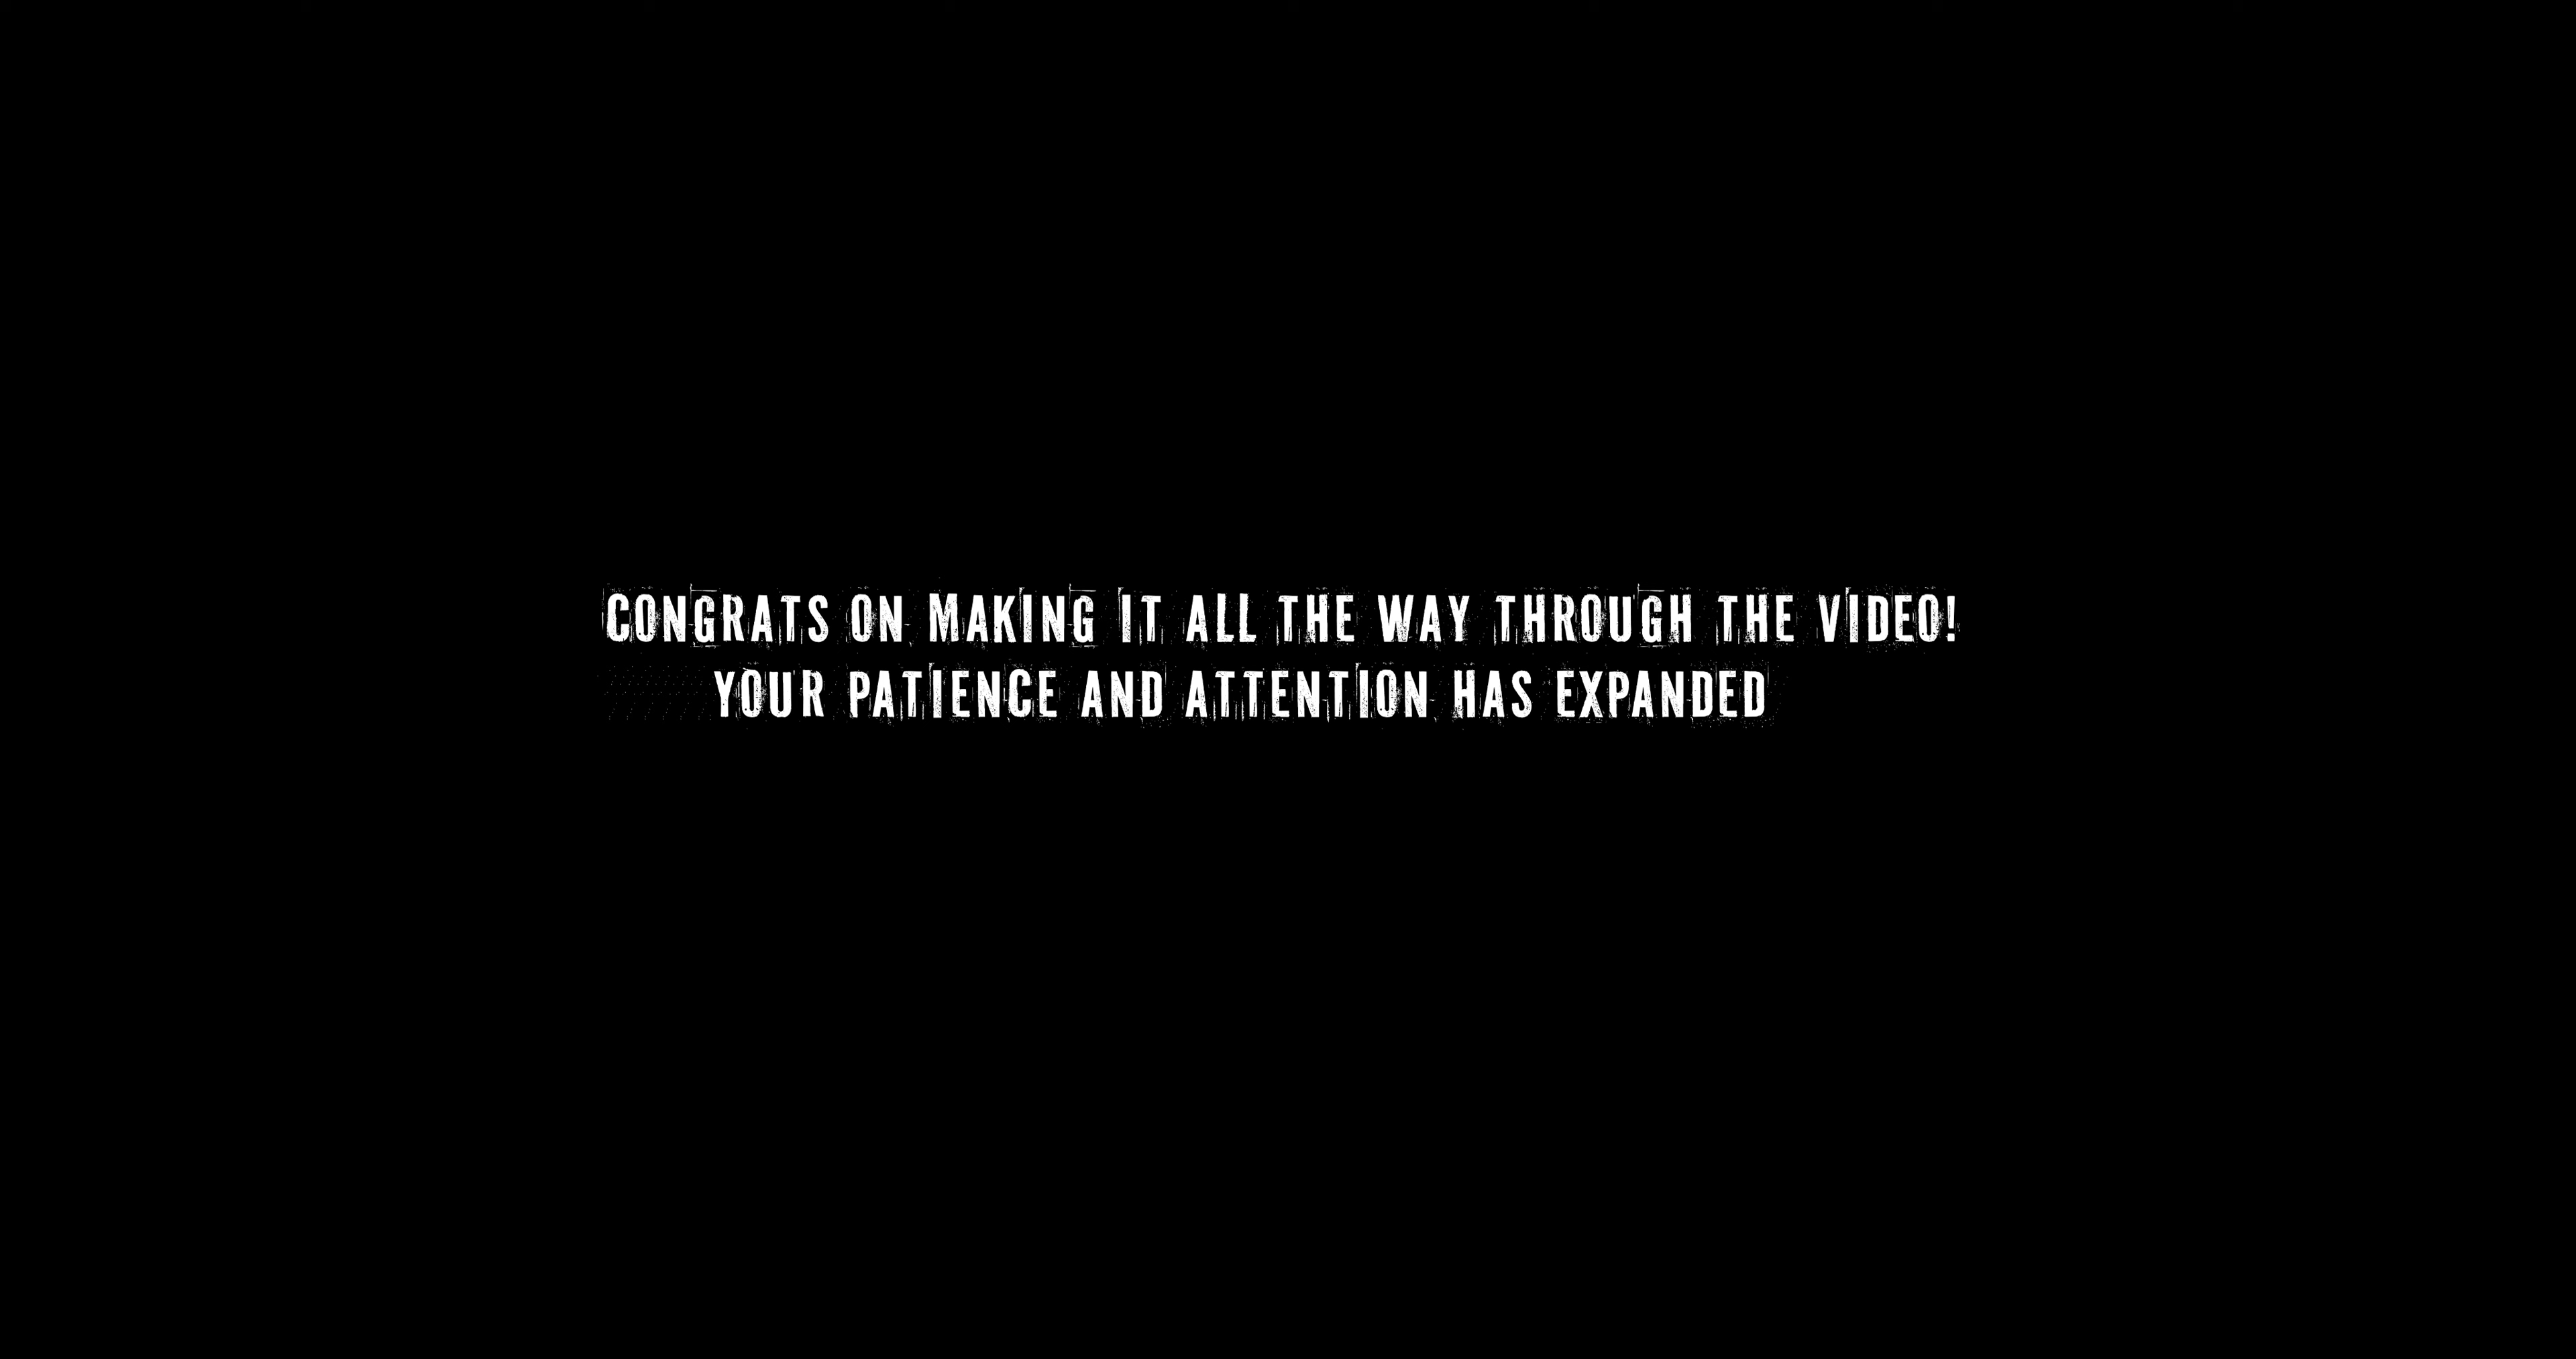 CONGRATS ON MAKING IT ALL THE WAY THROUGH THE VIDEO!
YOUR PATIENCE AND ATTENTION HAS EXPANDED